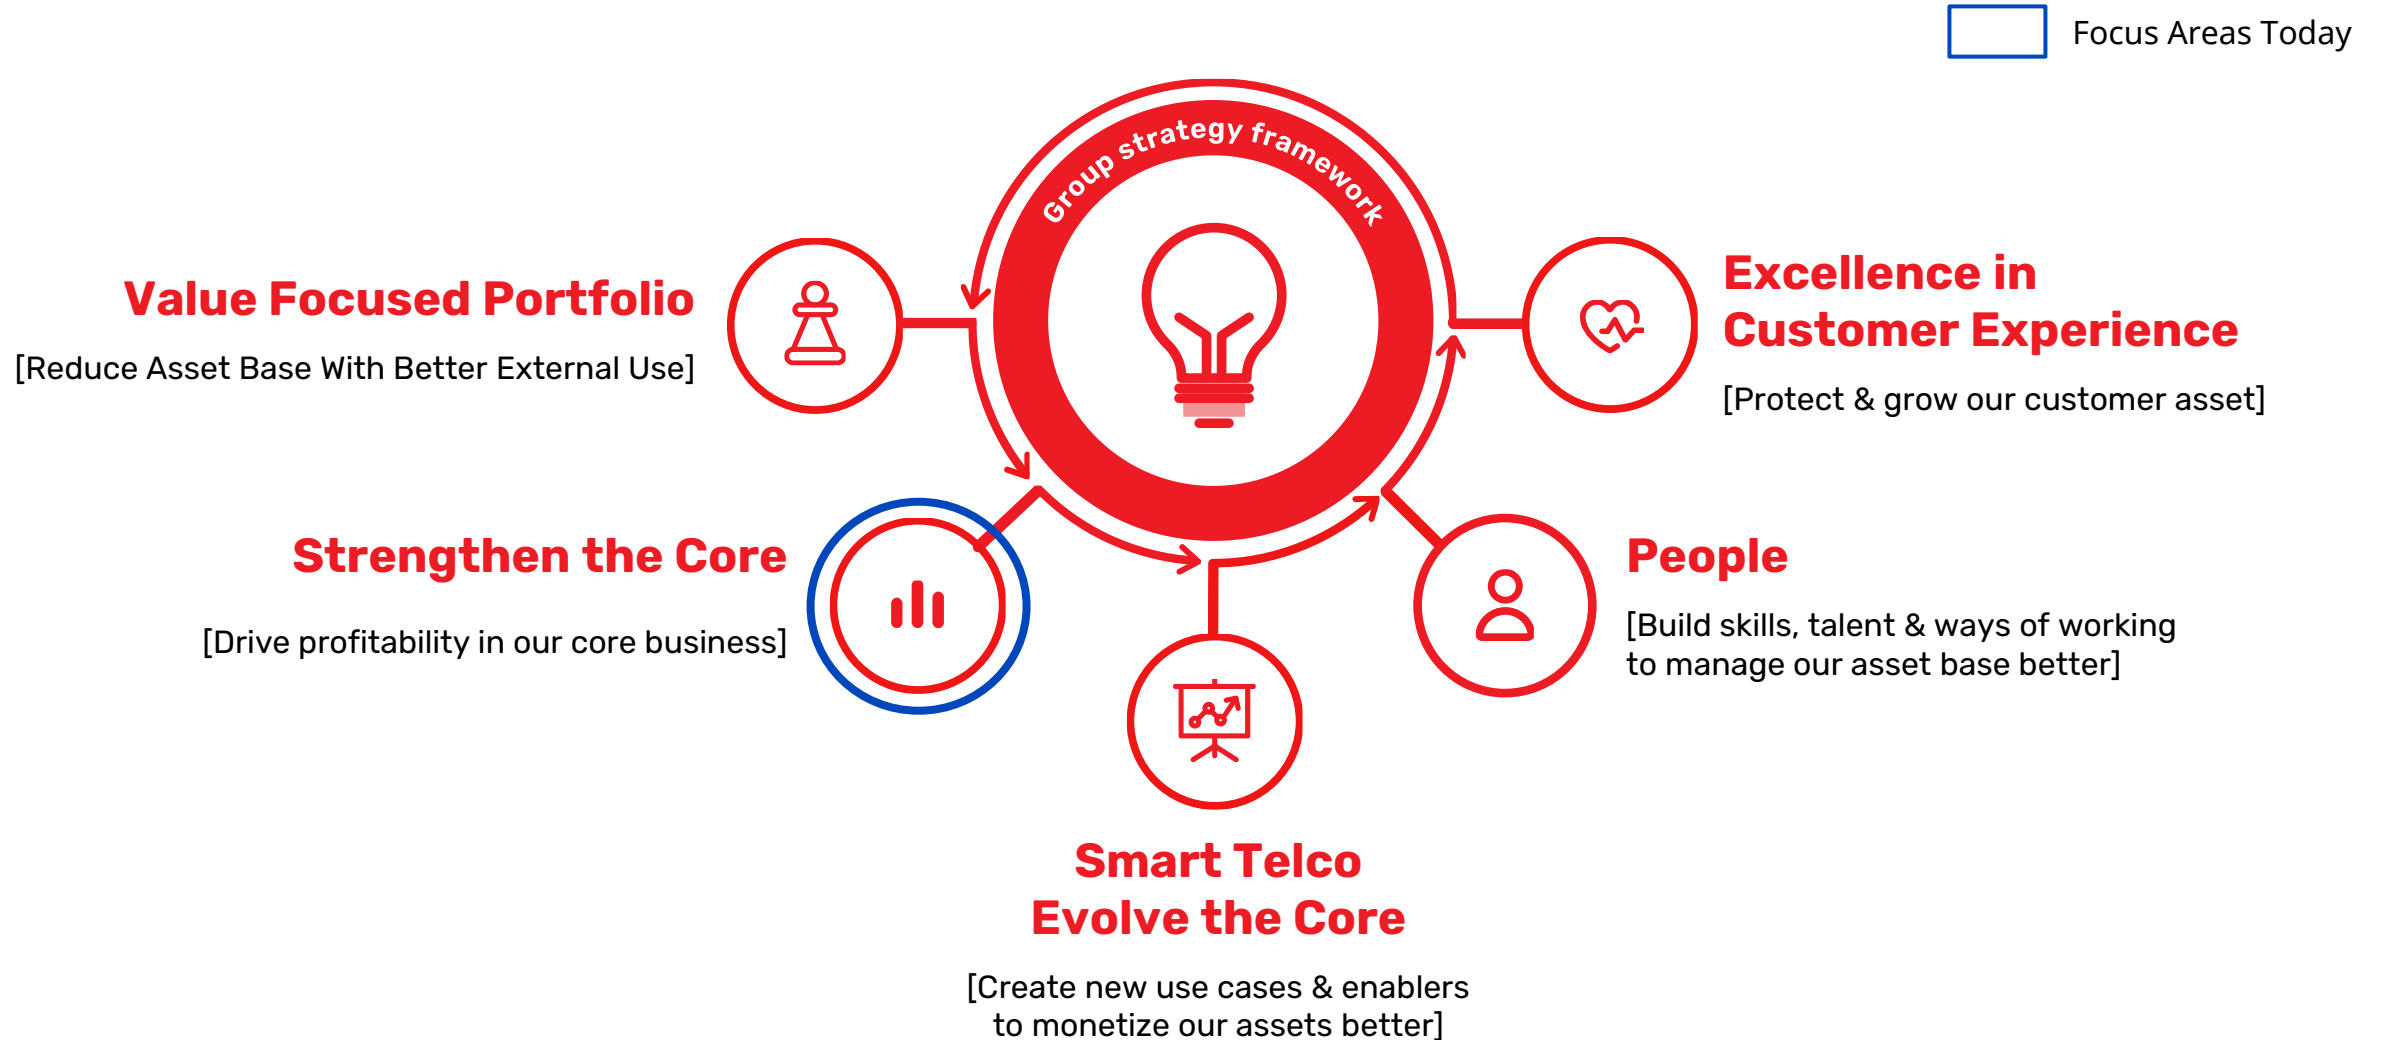 Focus Areas Today
Group strategy framework
Value Focused Portfolio
[Reduce Asset Base With Better External Use]
Excellence in
Customer Experience
[Protect & grow our customer asset]
Strengthen the Core
[Drive profitability in our core business]
People
[Build skills, talent & ways of working
to manage our asset base better]
Smart Telco
Evolve the Core
[Create new use cases & enablers
to monetize our assets better]